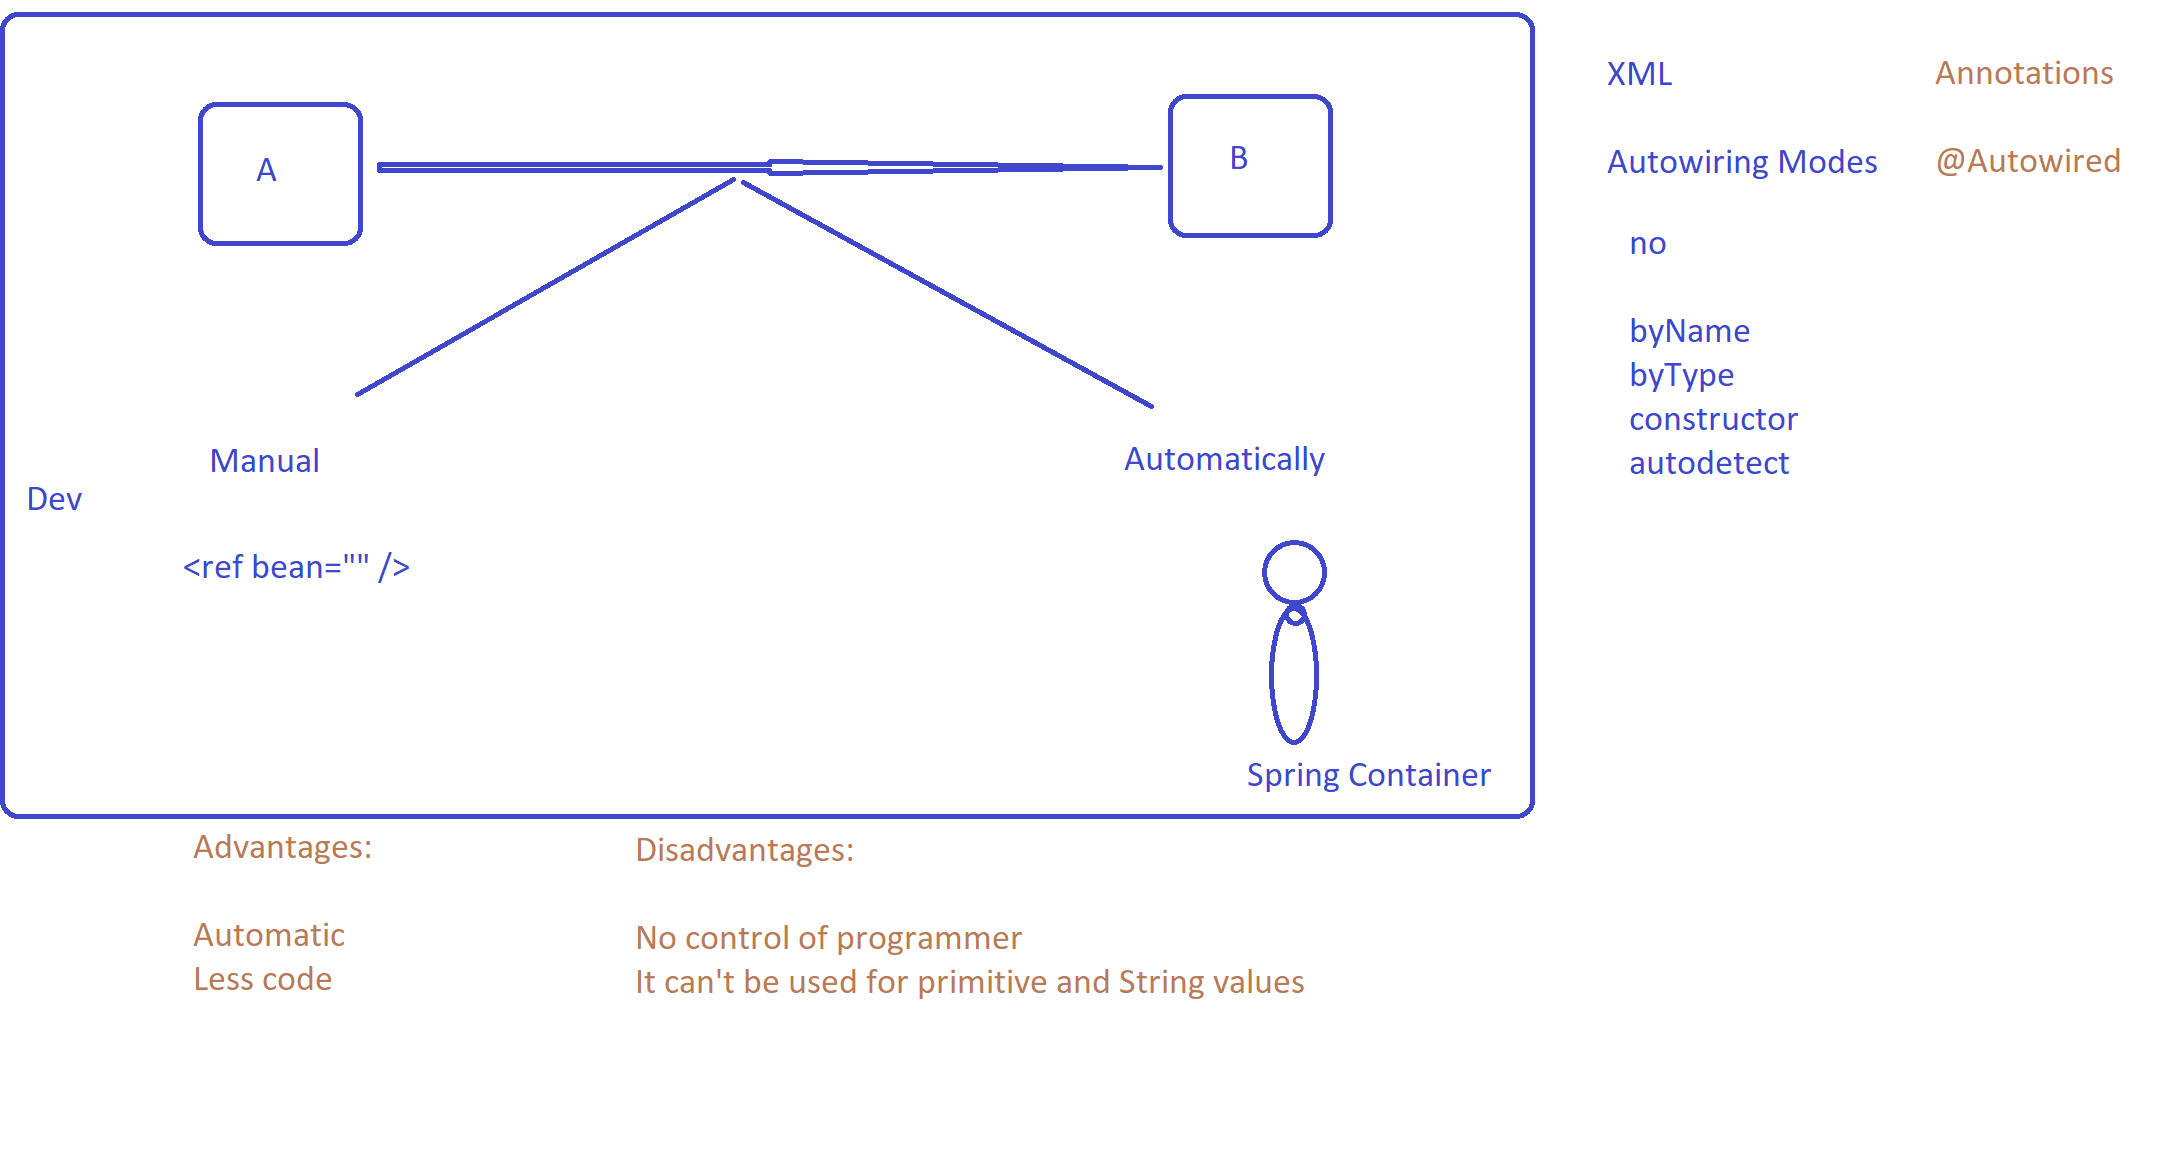 A
B
Manual
Automatically
Dev
<ref bean="" />
Spring Container
XML
Autowiring Modes
no
byName
byType
constructor
autodetect
Annotations
@Autowired
Advantages:
Automatic
Less code
Disadvantages:
No control of programmer
It can't be used for primitive and String values